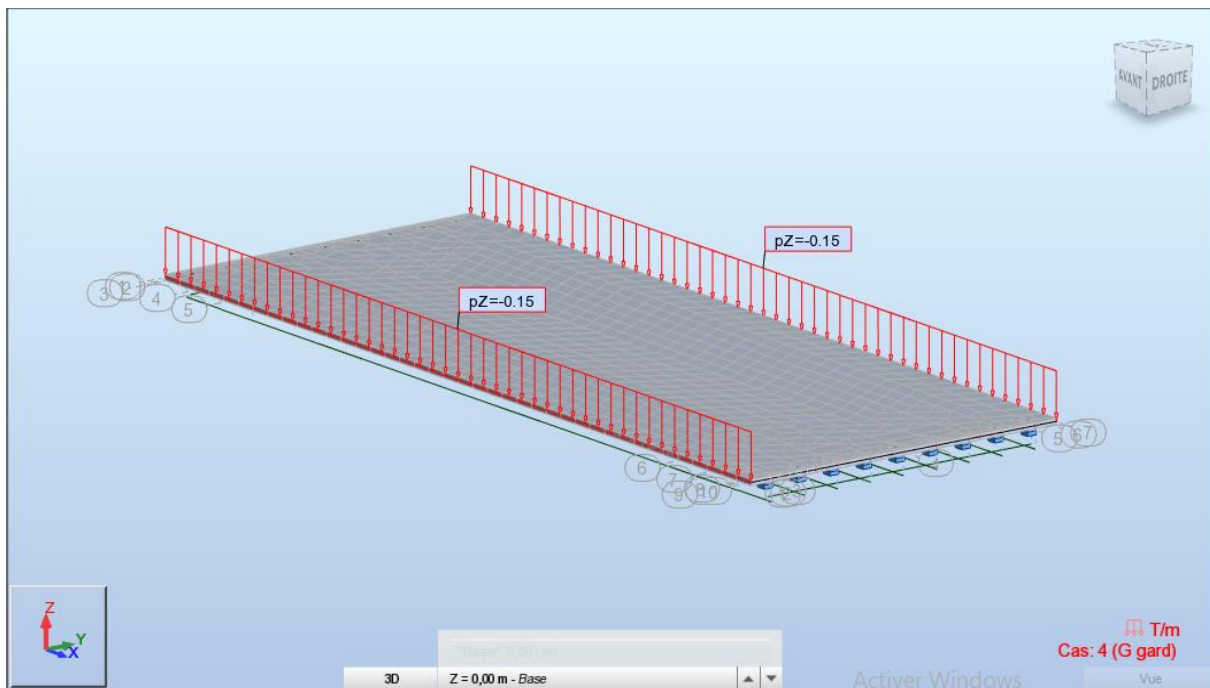 AVANT
DROITE
pZ=-0.15
pZ=-0.15
3
2
4
5
6
7
9
10
5
6
7
Z
Y
X
T/m
Cas: 4 (G gard)
3D
Z = 0,00 m - Base
Activer Windows
Vue